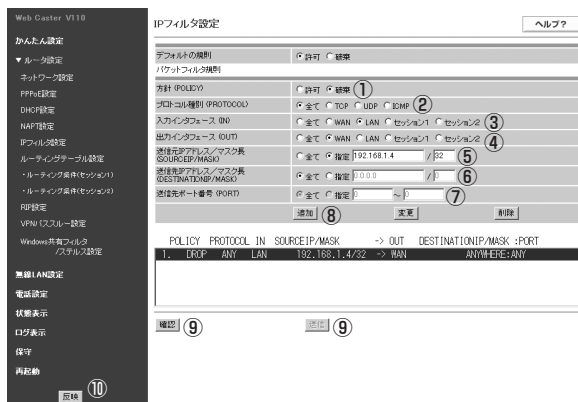 Web Caster V110
かんたん設定
▼ ルータ設定
ネットワーク設定
PPPoE設定
DHCP設定
NAPT設定
IPフィルタ設定
ルーティングテーブル設定
・ルーティング条件(セッション1)
・ルーティング条件(セッション2)
RIP設定
VPNパススルー設定
Windows共有フィルタ
/ステルス設定
無線LAN設定
電話設定
状態表示
ログ表示
保守
再起動
反映 ⑩
IPフィルタ設定 ヘルプ?
デフォルトの規則 許可 破棄
パケットフィルタ規則
方針 (POLICY) 許可 破棄 ①
プロトコル種別 (PROTOCOL) 全て TCP UDP ICMP ②
入力インタフェース (IN) 全て WAN LAN セッション1 セッション2 ③
出力インタフェース (OUT) 全て WAN LAN セッション1 セッション2 ④
送信元IPアドレス/マスク長
(SOURCEIP/MASK) 全て 指定 192.168.1.4 / 32 ⑤
送信先IPアドレス/マスク長
(DESTINATIONIP/MASK) 全て 指定 0.0.0.0 / 0 ⑥
送信先ポート番号 (PORT) 全て 指定 0 ~ 0 ⑦
追加 ⑧ 変更 削除
POLICY PROTOCOL IN SOURCEIP/MASK -> OUT DESTINATIONIP/MASK :PORT
1. DROP ANY LAN 192.168.1.4/32 -> WAN ANYWHERE:ANY
確認 ⑨ 送信 ⑨